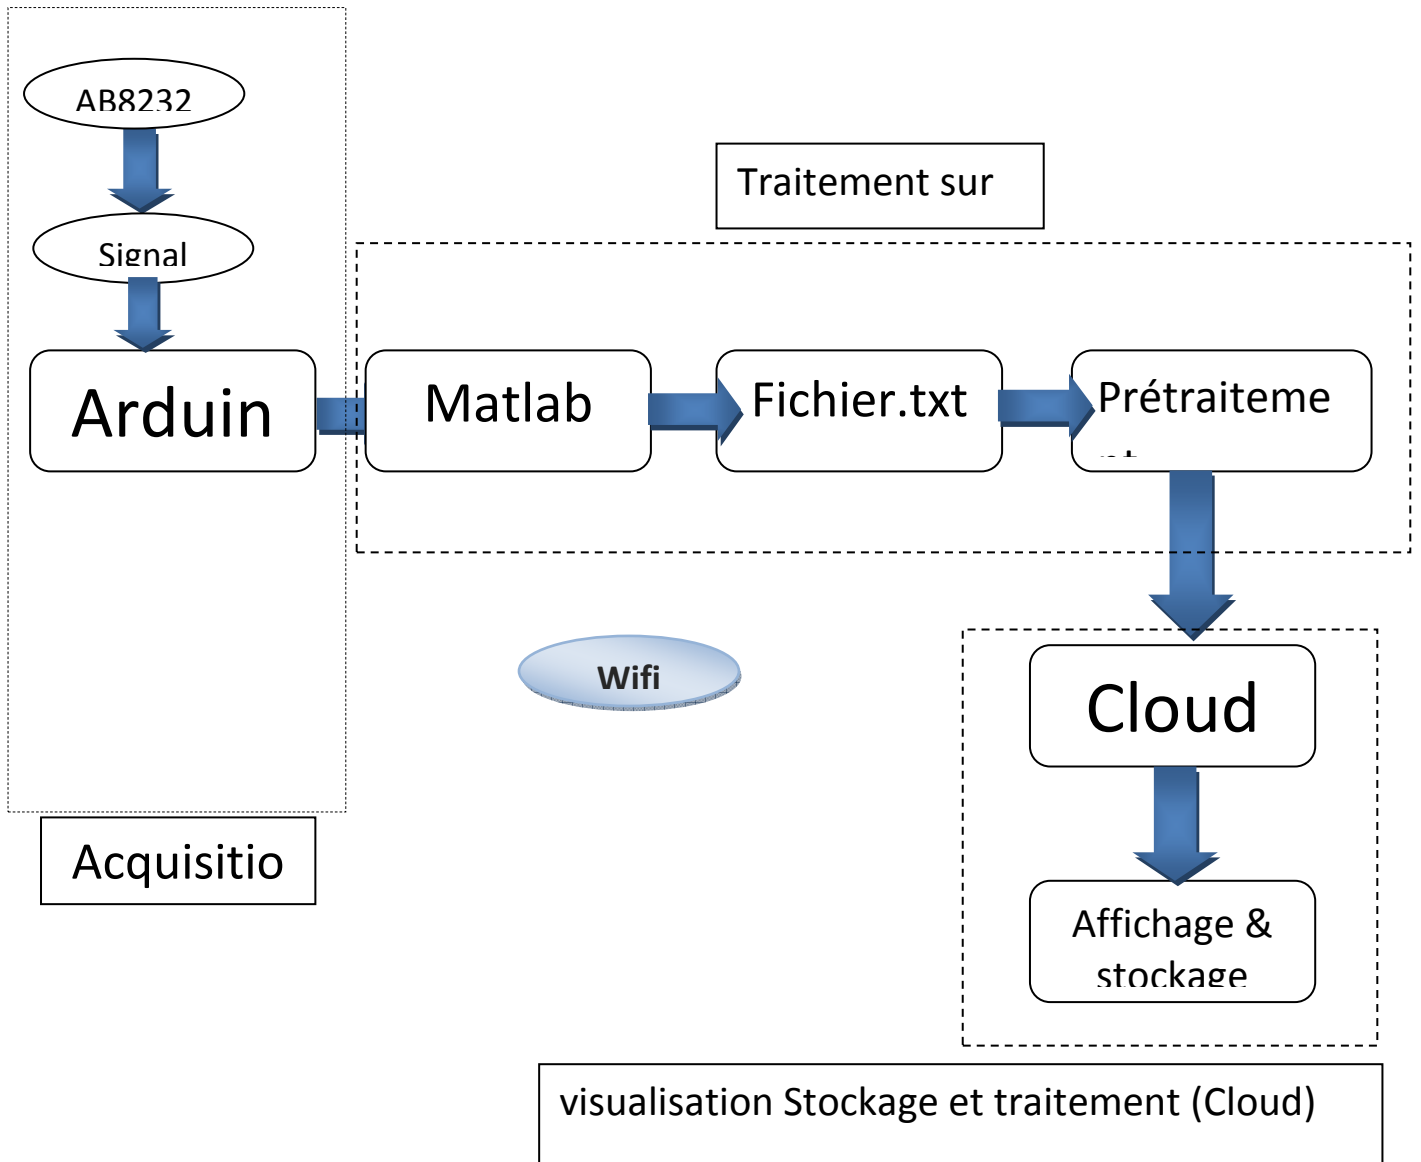 AB8232
Traitement sur
Signal
Arduin
Matlab
Fichier.txt
Prétraiteme
nt
Wifi
Cloud
Acquisitio
Affichage &
stockage
visualisation Stockage et traitement (Cloud)